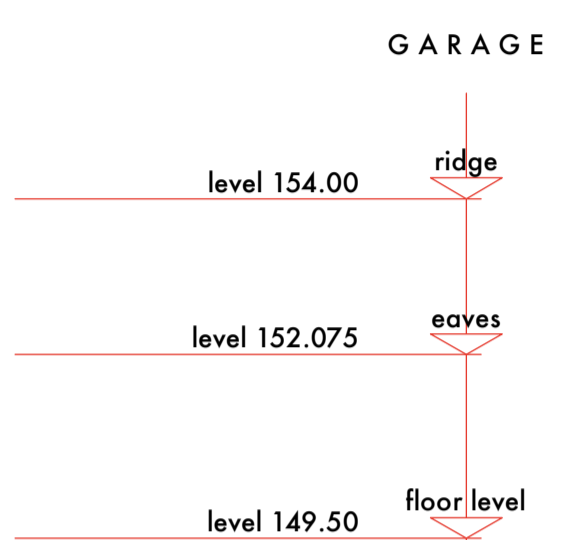 GARAGE
ridge
level 154.00
eaves
level 152.075
floor level
level 149.50